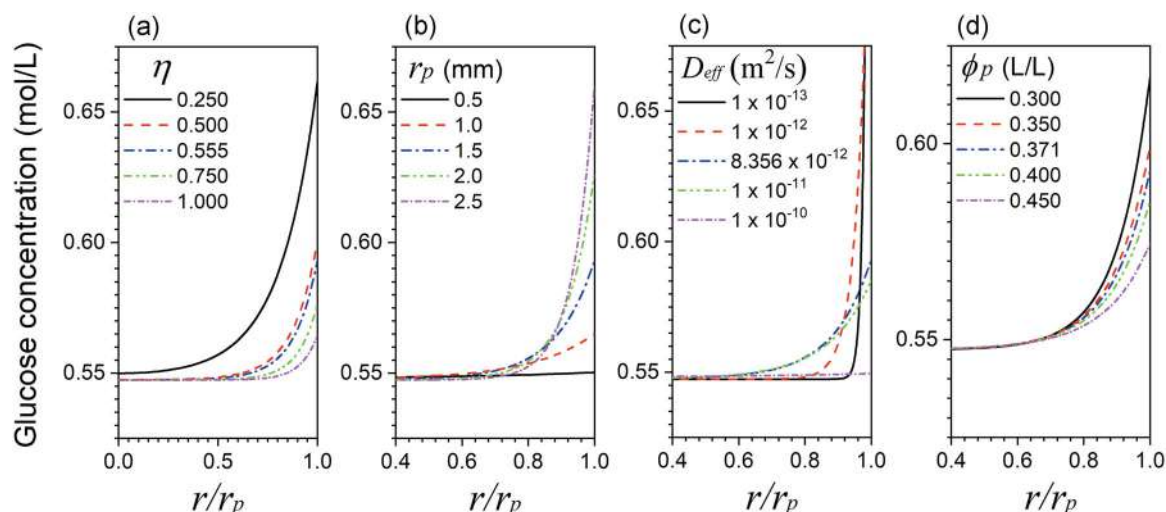 (a)
(b)
(c)
(d)
Glucose concentration (mol/L)
0.65
0.60
0.55
η
0.250
0.500
0.555
0.750
1.000
0.0 0.5 1.0
r/rp
rp (mm)
0.65
0.60
0.55
0.5
1.0
1.5
2.0
2.5
0.4 0.6 0.8 1.0
r/rp
Deff (m²/s)
0.65
0.60
0.55
1 x 10⁻¹³
1 x 10⁻¹²
8.356 x 10⁻¹²
1 x 10⁻¹¹
1 x 10⁻¹⁰
0.4 0.6 0.8 1.0
r/rp
ϕp (L/L)
0.60
0.55
0.300
0.350
0.371
0.400
0.450
0.4 0.6 0.8 1.0
r/rp